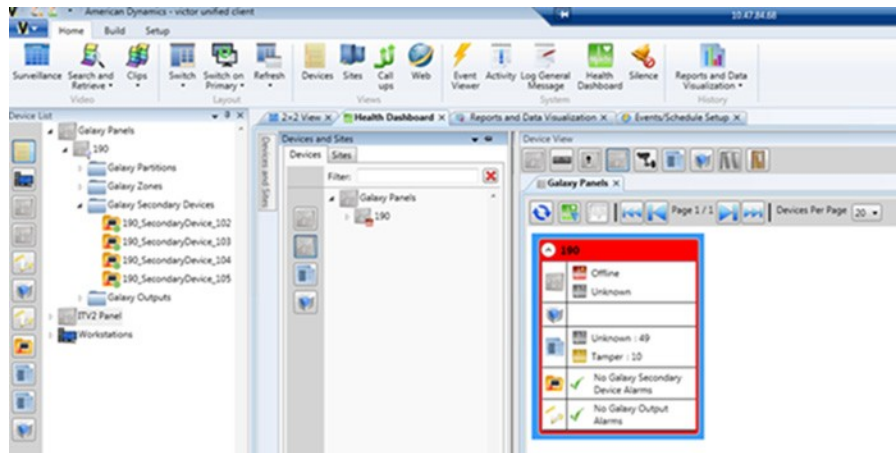 American Dynamics - victor unified client
10.47.84.68
V
Home Build Setup
Surveillance
Search and Retrieve
Clips
Switch
Switch on Primary
Refresh
Devices
Sites
Call ups
Web
Event Viewer
Activity
Log General Message
Health Dashboard
Silence
Reports and Data Visualization
Video
Layout
Views
System
History
Device List
2×2 View X
Health Dashboard X
Reports and Data Visualization X
Events/Schedule Setup X
Galaxy Panels
190
Galaxy Partitions
Galaxy Zones
Galaxy Secondary Devices
190_SecondaryDevice_102
190_SecondaryDevice_103
190_SecondaryDevice_104
190_SecondaryDevice_105
Galaxy Outputs
ITV2 Panel
Workstations
Devices and Sites
Devices and Sites
Devices Sites
Filter:
Galaxy Panels
190
Device View
Galaxy Panels X
Page 1 / 1
Devices Per Page 20
190
Offline
Unknown
Unknown : 49
Tamper : 10
No Galaxy Secondary
Device Alarms
No Galaxy Output
Alarms